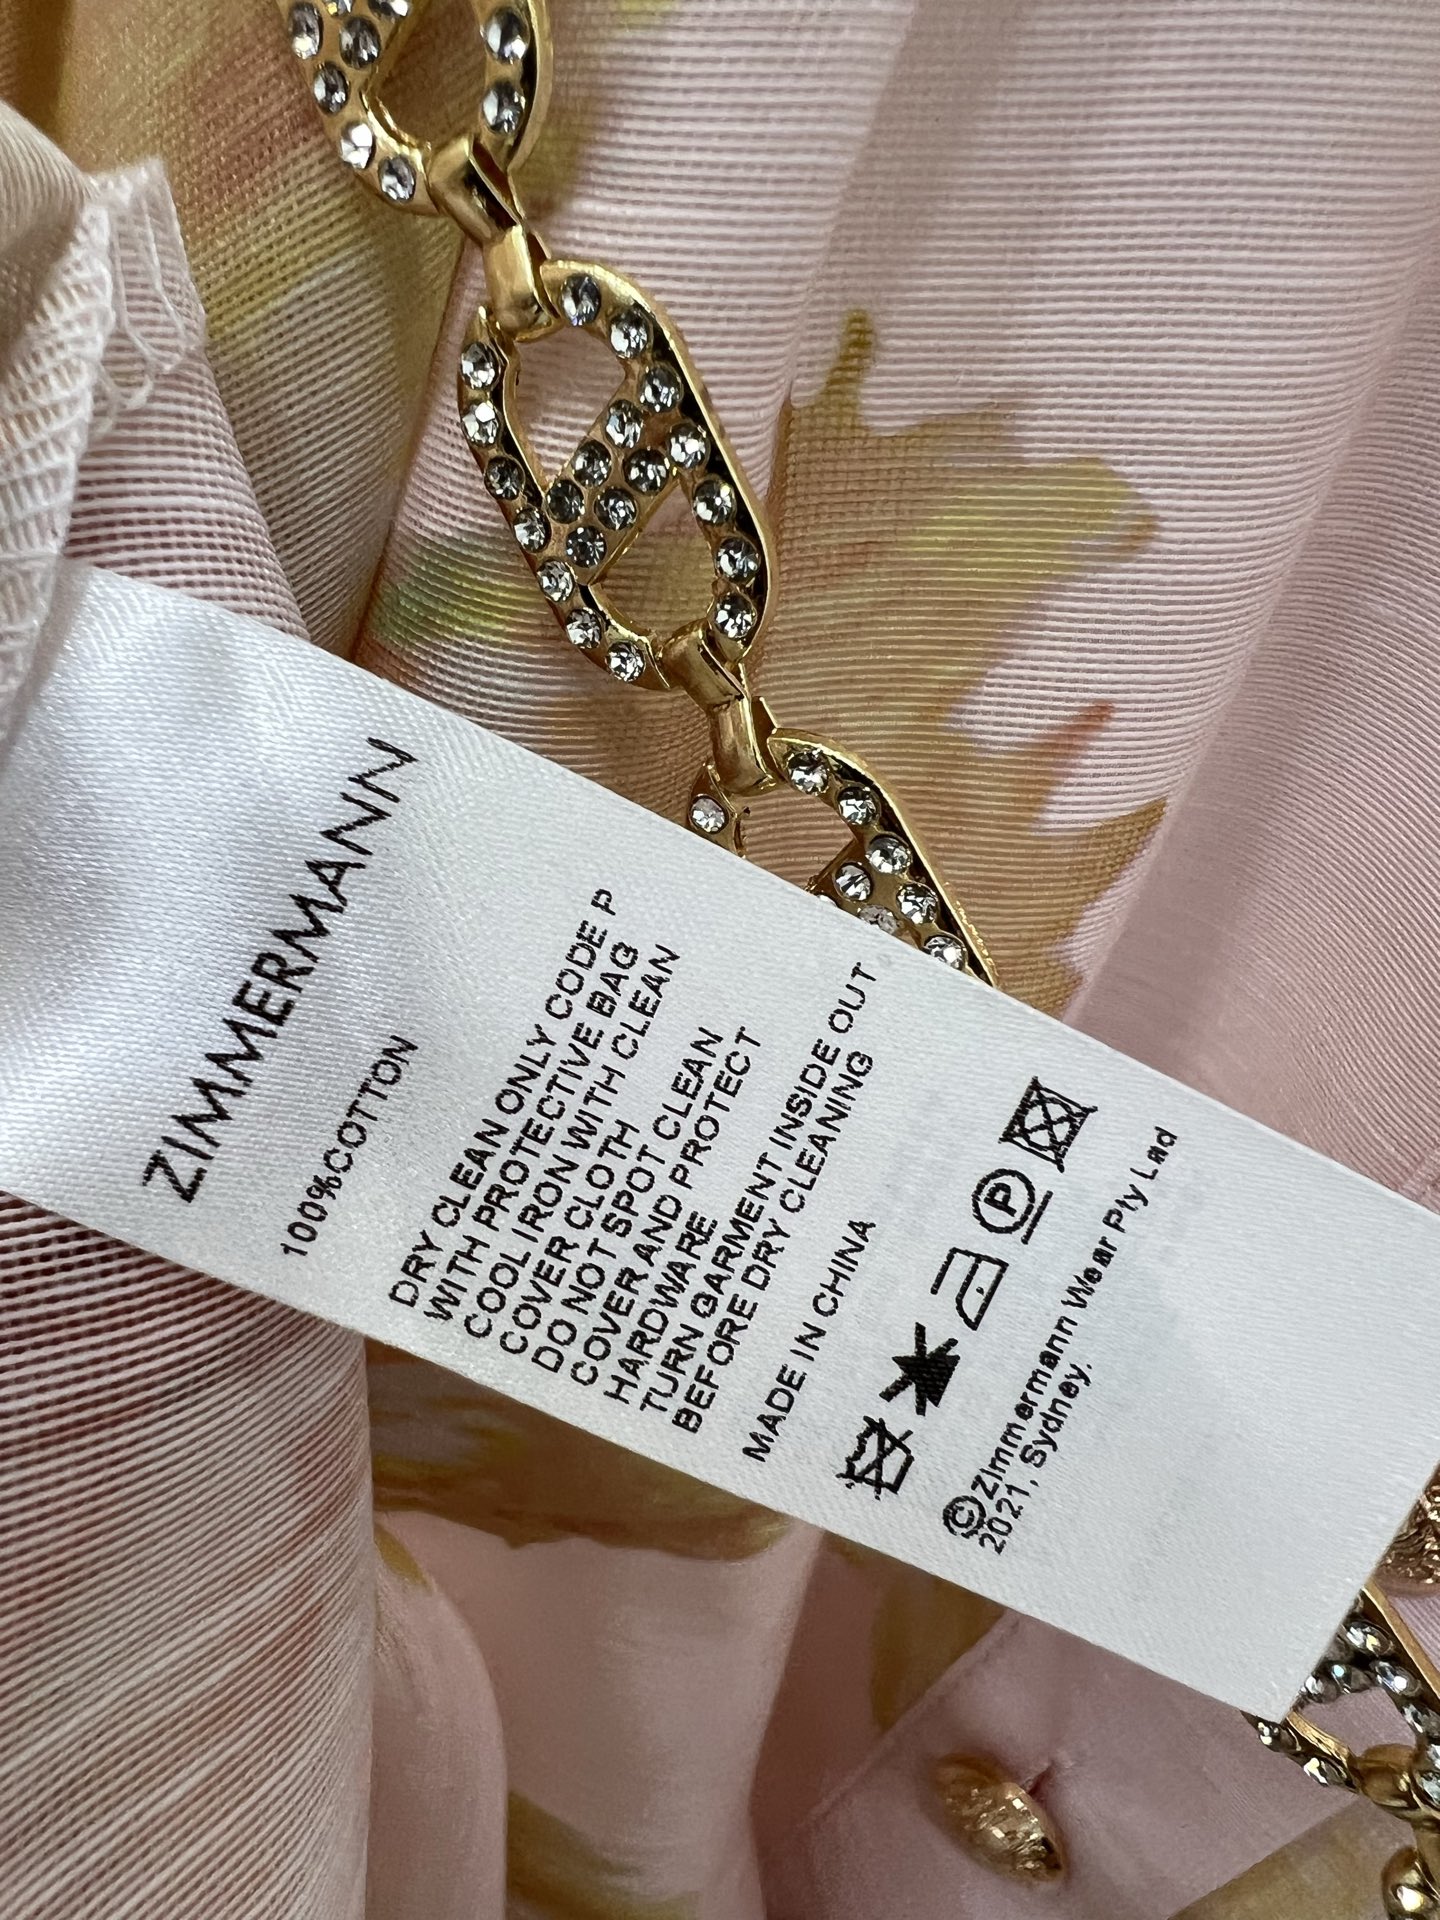 ZIMMERMANN
100%COTTON
DRY CLEAN ONLY CODE P
WITH PROTECTIVE BAG
COOL IRON WITH CLEAN
COVER CLOTH
DO NOT SPOT CLEAN
COVER AND PROTECT
HARDWARE
TURN GARMENT INSIDE OUT
BEFORE DRY CLEANING
MADE IN CHINA
P
©Zimmermann Wear Pty Lad
2021, Sydney.